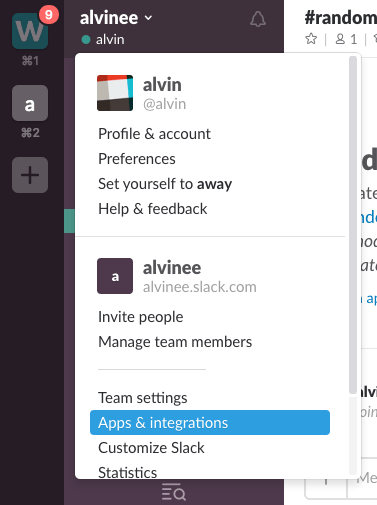 W
9
alvinee
#random
alvin
1
⌘1
a
⌘2
alvin
@alvin
Profile & account
Preferences
Set yourself to away
Help & feedback
a
alvinee
alvinee.slack.com
Invite people
Manage team members
Team settings
Apps & integrations
Customize Slack
Statistics